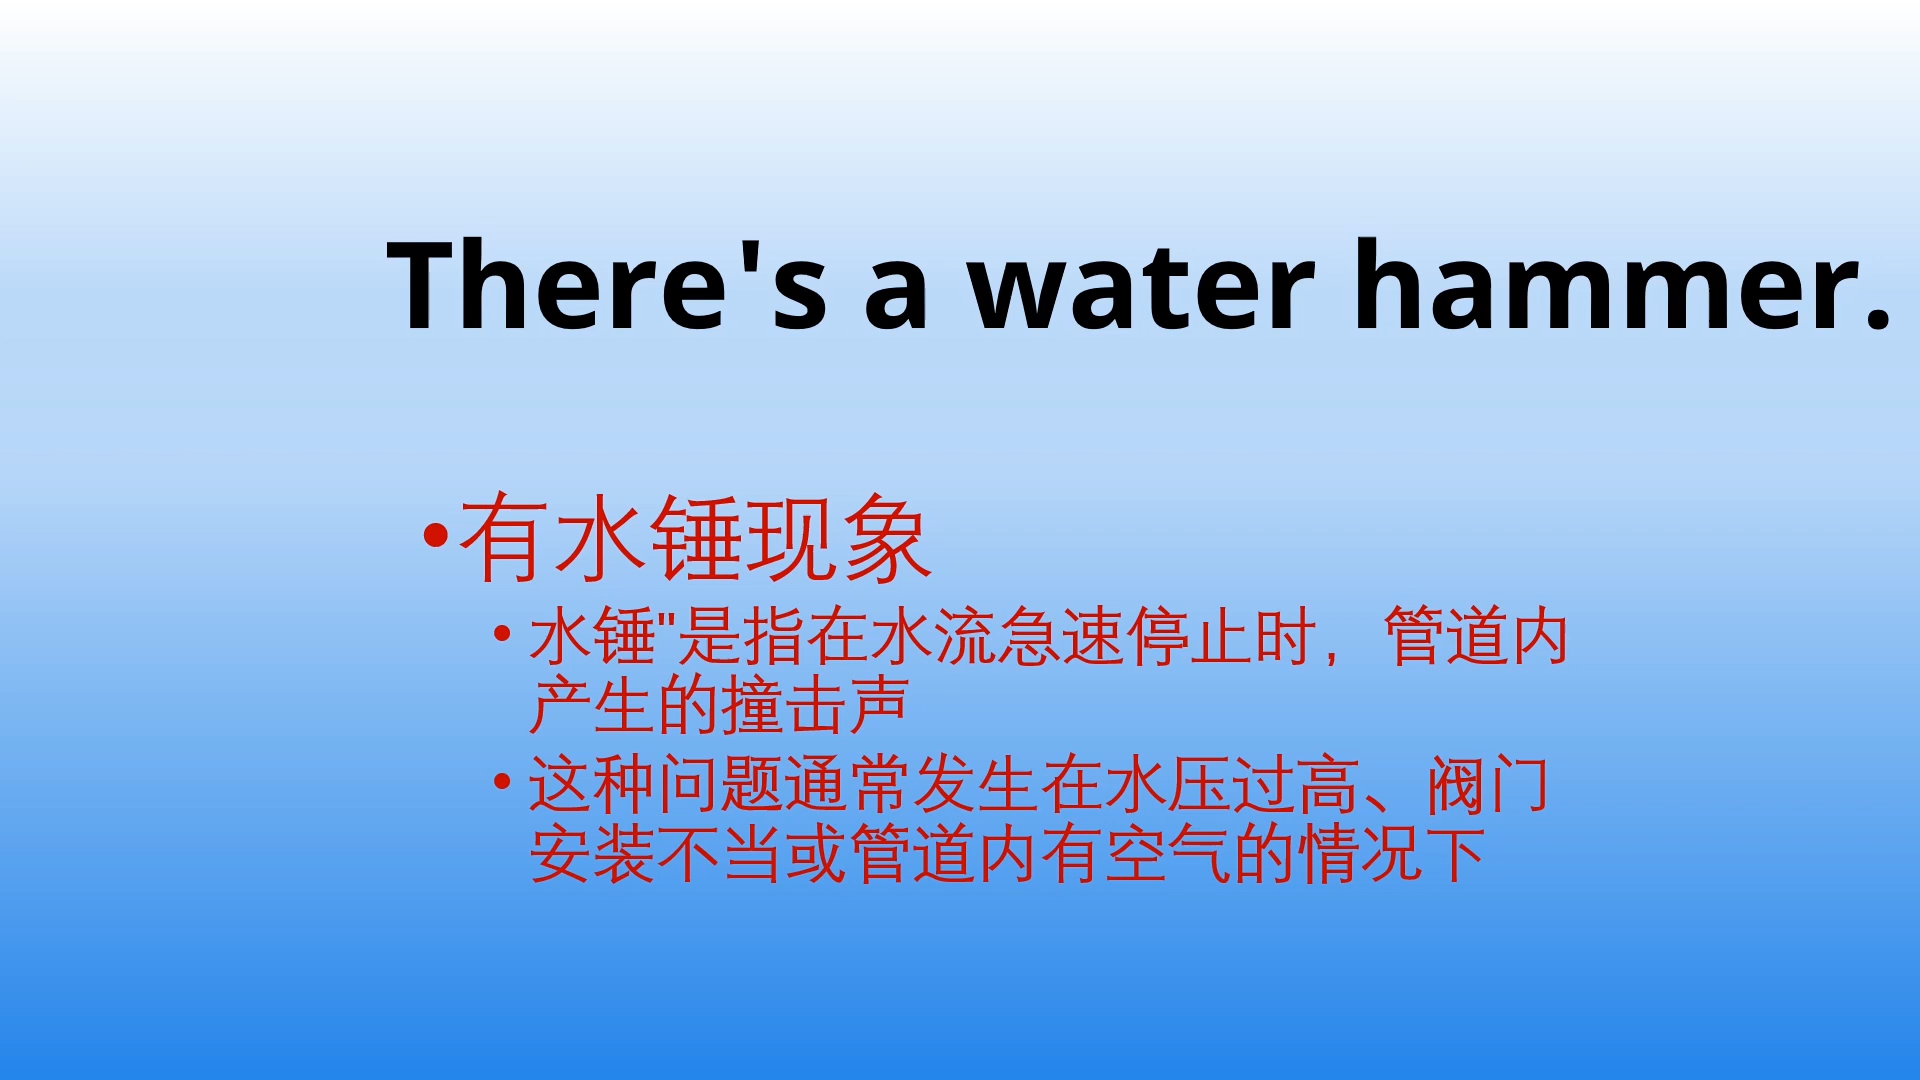 There's a water hammer.
•有水锤现象
• 水锤"是指在水流急速停止时，管道内
产生的撞击声
• 这种问题通常发生在水压过高、阀门
安装不当或管道内有空气的情况下